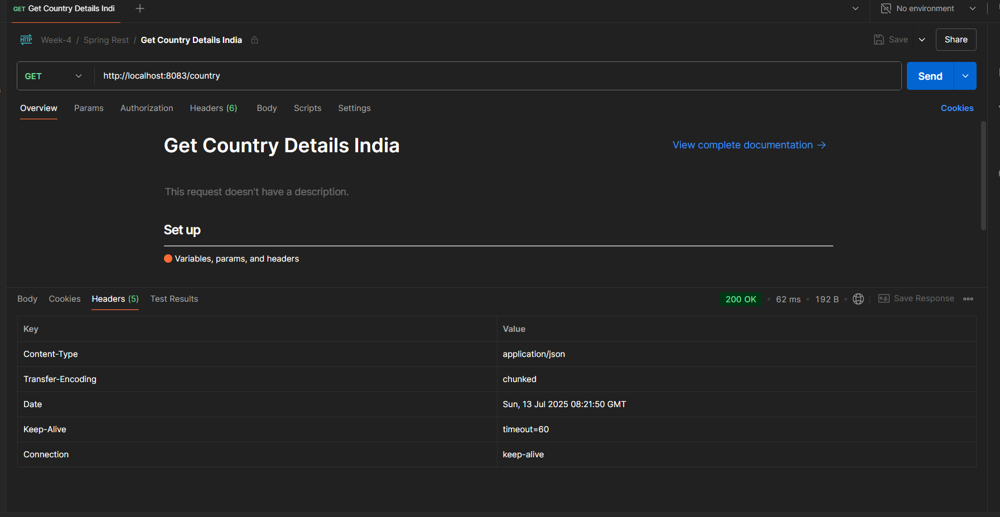 GET Get Country Details Indi
No environment
HTTP Week-4 / Spring Rest / Get Country Details India
Save
Share
GET http://localhost:8083/country
Send
Overview Params Authorization Headers (6) Body Scripts Settings
Cookies
Get Country Details India
View complete documentation →
This request doesn't have a description.
Set up
Variables, params, and headers
Body Cookies Headers (5) Test Results
200 OK • 62 ms • 192 B •
e.g. Save Response
Key Value
Content-Type application/json
Transfer-Encoding chunked
Date Sun, 13 Jul 2025 08:21:50 GMT
Keep-Alive timeout=60
Connection keep-alive